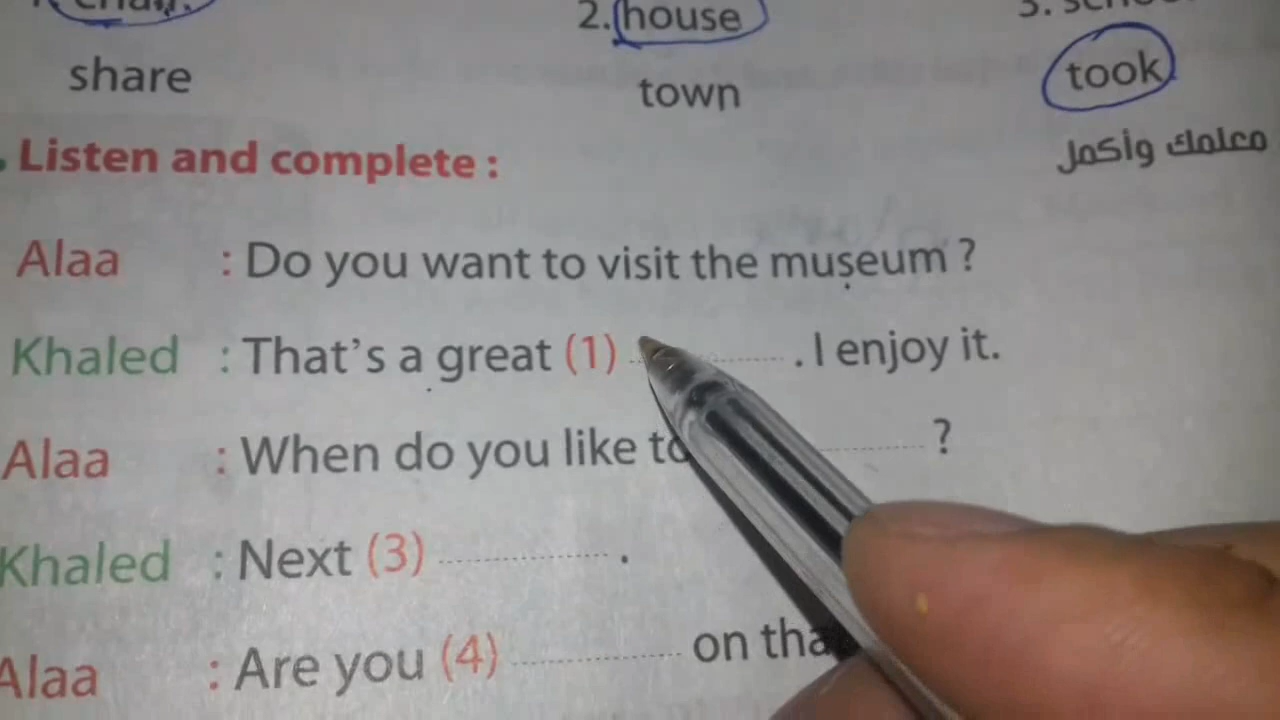 2. house
share
town
took
Listen and complete :
معلمك وأكمل
Alaa : Do you want to visit the museum ?
Khaled : That's a great (1) ............ . I enjoy it.
Alaa : When do you like to ............ ?
Khaled : Next (3) ............ .
Alaa : Are you (4) ............ on